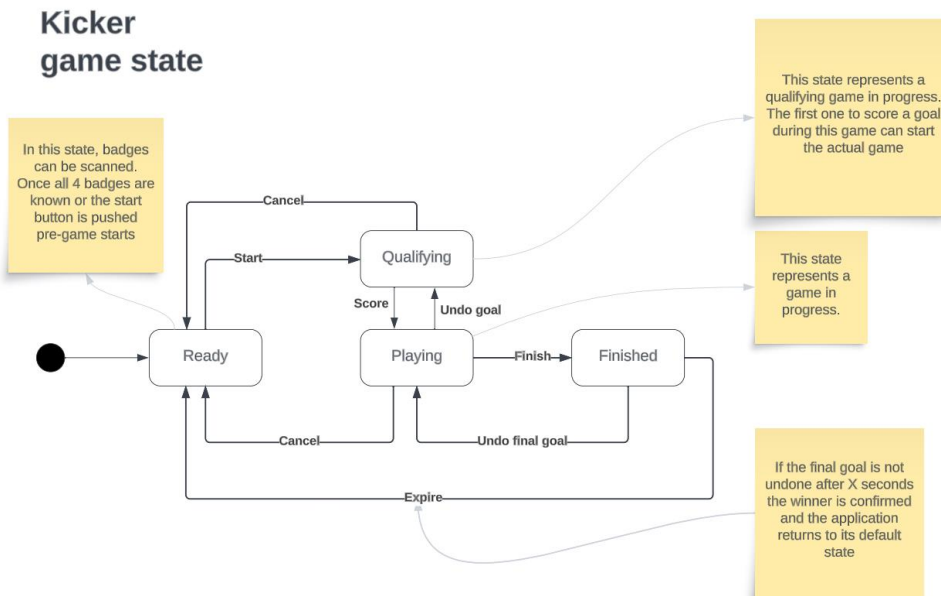 Kicker
game state
In this state, badges
can be scanned.
Once all 4 badges are
known or the start
button is pushed
pre-game starts
This state represents a
qualifying game in progress.
The first one to score a goal
during this game can start
the actual game
Cancel
Start
Qualifying
Score
Undo goal
This state
represents a
game in
progress.
Ready
Playing
Finish
Finished
Cancel
Undo final goal
Expire
If the final goal is not
undone after X seconds
the winner is confirmed
and the application
returns to its default
state